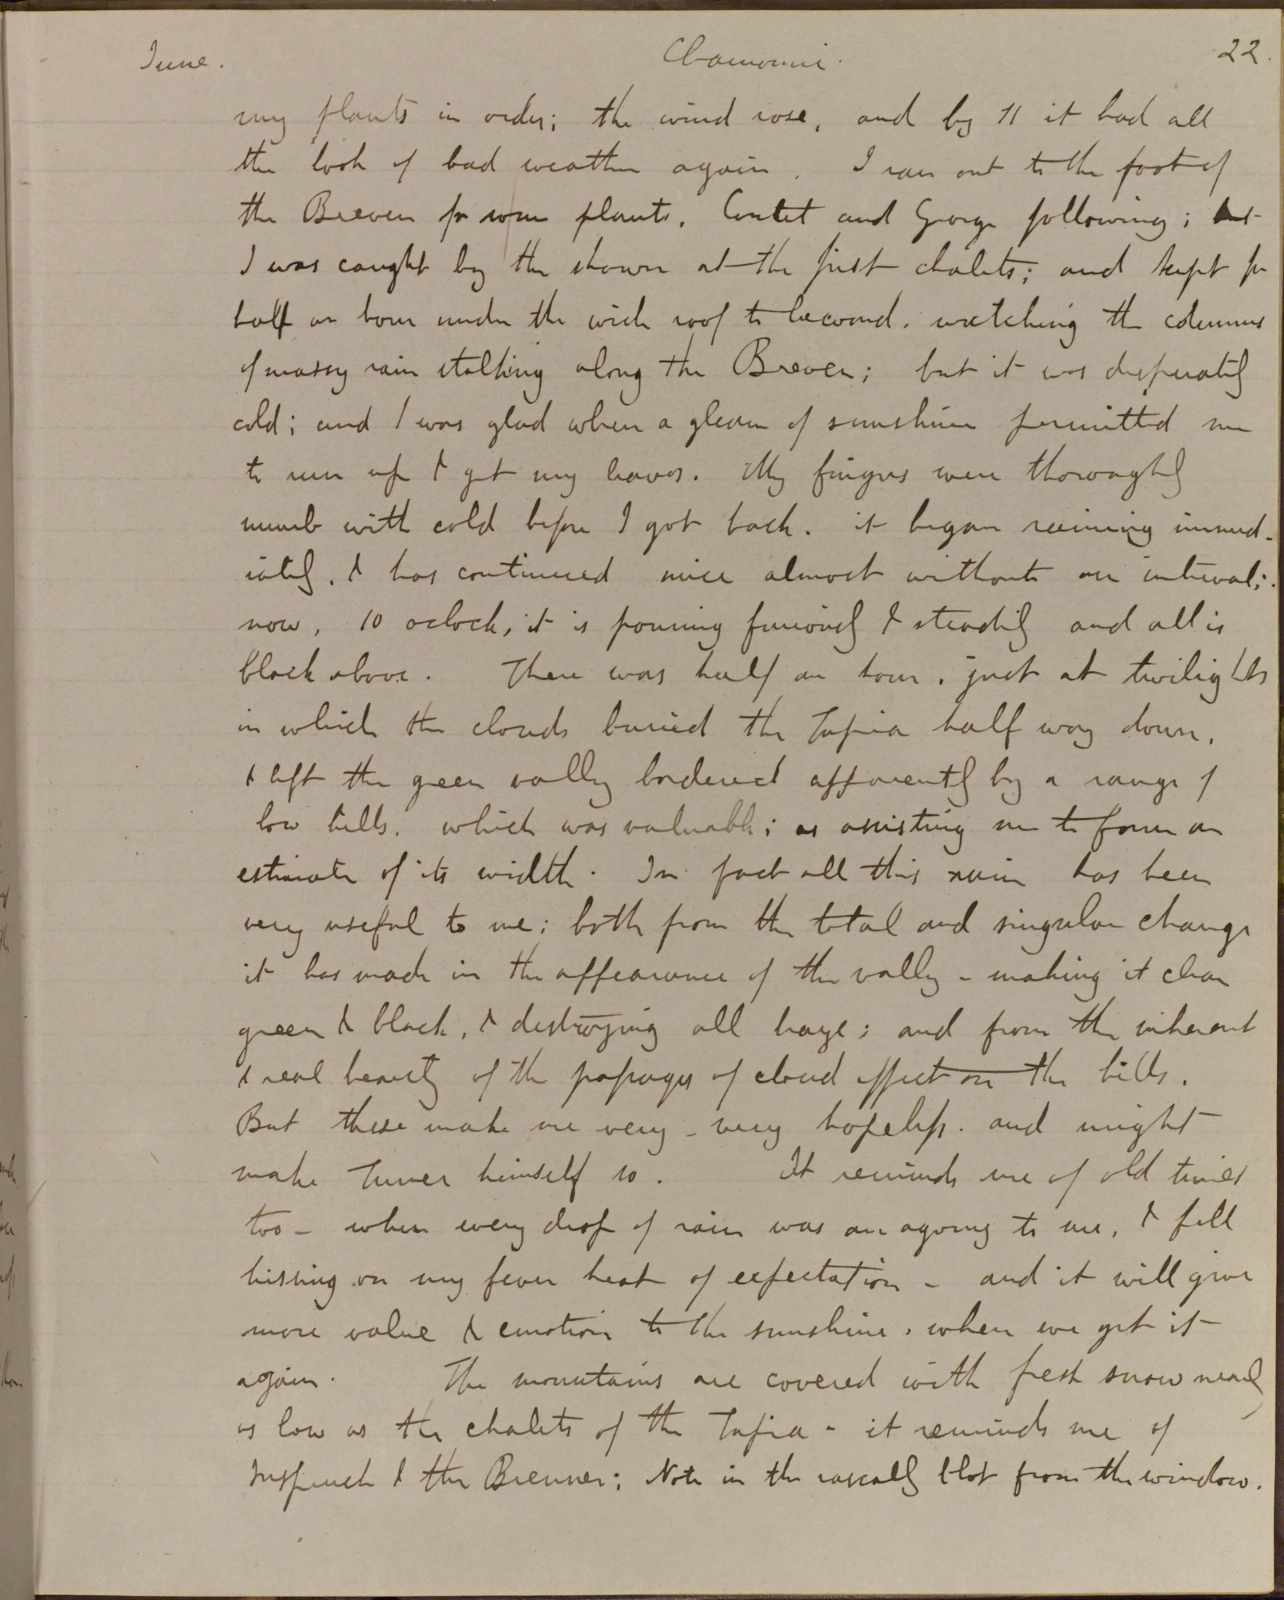 June. Chamouni. 22.
my plants in order; the wind rose, and by 11 it had all
the look of bad weather again. I ran out to the foot of
the Breven for some plants, Coutet and George following; but
I was caught by the shower at the first chalets; and kept for
half an hour under the wide roof to leeward. watching the columns
of massy rain stalking along the Breven; but it was desperately
cold; and I was glad when a gleam of sunshine permitted me
to run up & get my leaves. My fingers were thoroughly
numb with cold before I got back. it began raining immed-
iately, & has continued since almost without an interval;
now, 10 oclock, it is pouring furiously & steadily and all is
black above. There was half an hour, just at twilight
in which the clouds buried the Tapia half way down,
& left the green valley bordered apparently by a range of
low hills. which was valuable; as assisting me to form an
estimate of its width. In fact all this rain has been
very useful to me; both from the total and singular change
it has made in the appearance of the valley - making it clear
green & black, & destroying all haze; and from the inherent
& real beauty of the passages of cloud effect on the hills.
But these make me very - very hopeless. and might
make Turner himself so. It reminds me of old times
too - when every drop of rain was an agony to me, & fell
hissing on my fever heat of expectation - and it will give
more value & emotion to the sunshine, when we get it
again. The mountains are covered with fresh snow nearly
as low as the chalets of the Tapia - it reminds me of
Inspruck & the Brenner; Note in the rascally blot from the window.